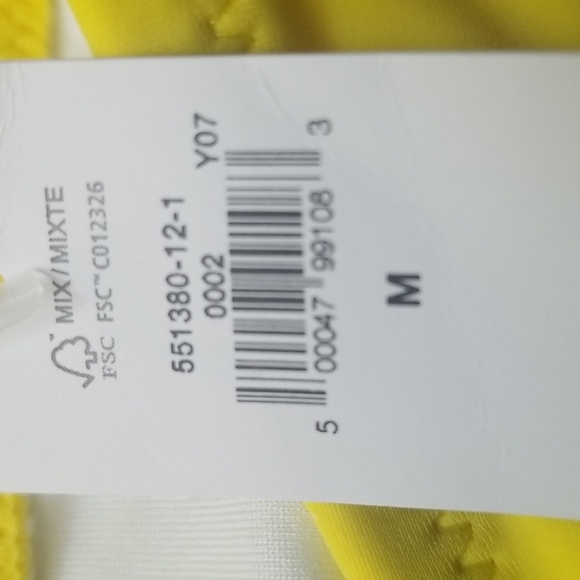 MIX/MIXTE
FSC FSC™ C012326
551380-12-1 Y07
0002
5 00047 99108 3
M